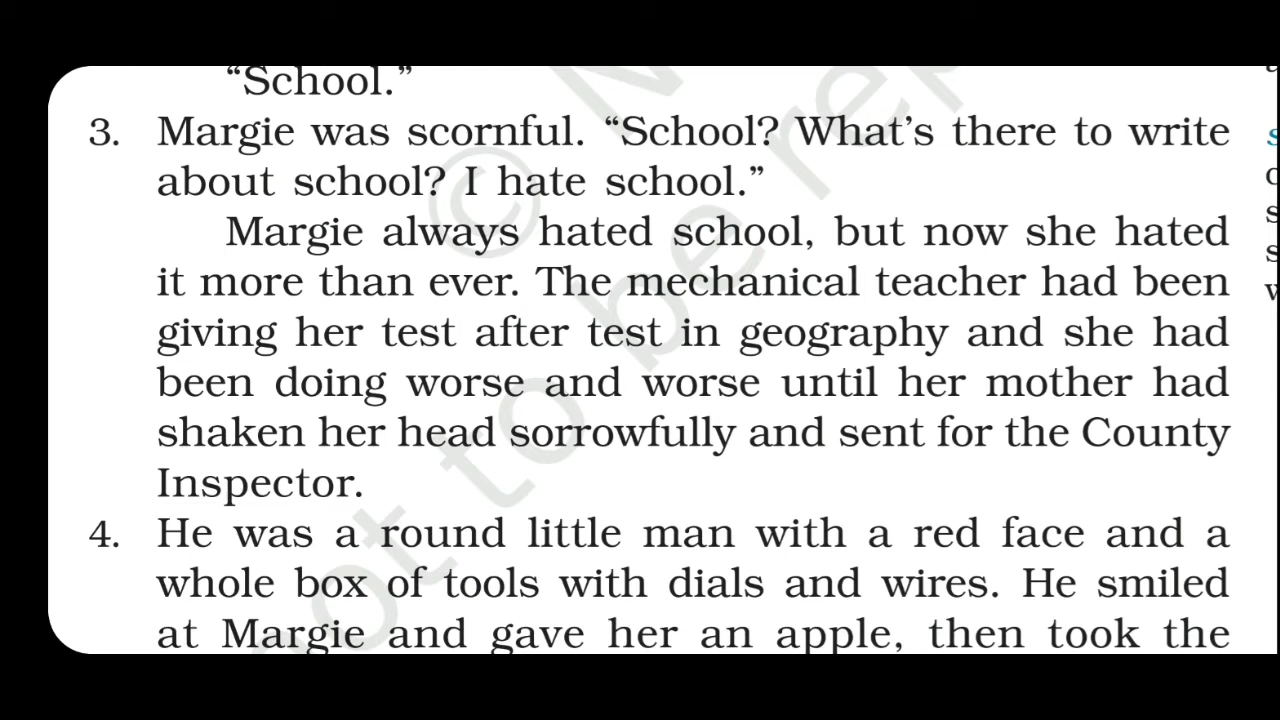 “School.”
3. Margie was scornful. “School? What’s there to write
about school? I hate school.”
Margie always hated school, but now she hated
it more than ever. The mechanical teacher had been
giving her test after test in geography and she had
been doing worse and worse until her mother had
shaken her head sorrowfully and sent for the County
Inspector.
4. He was a round little man with a red face and a
whole box of tools with dials and wires. He smiled
at Margie and gave her an apple, then took the
not to be rep